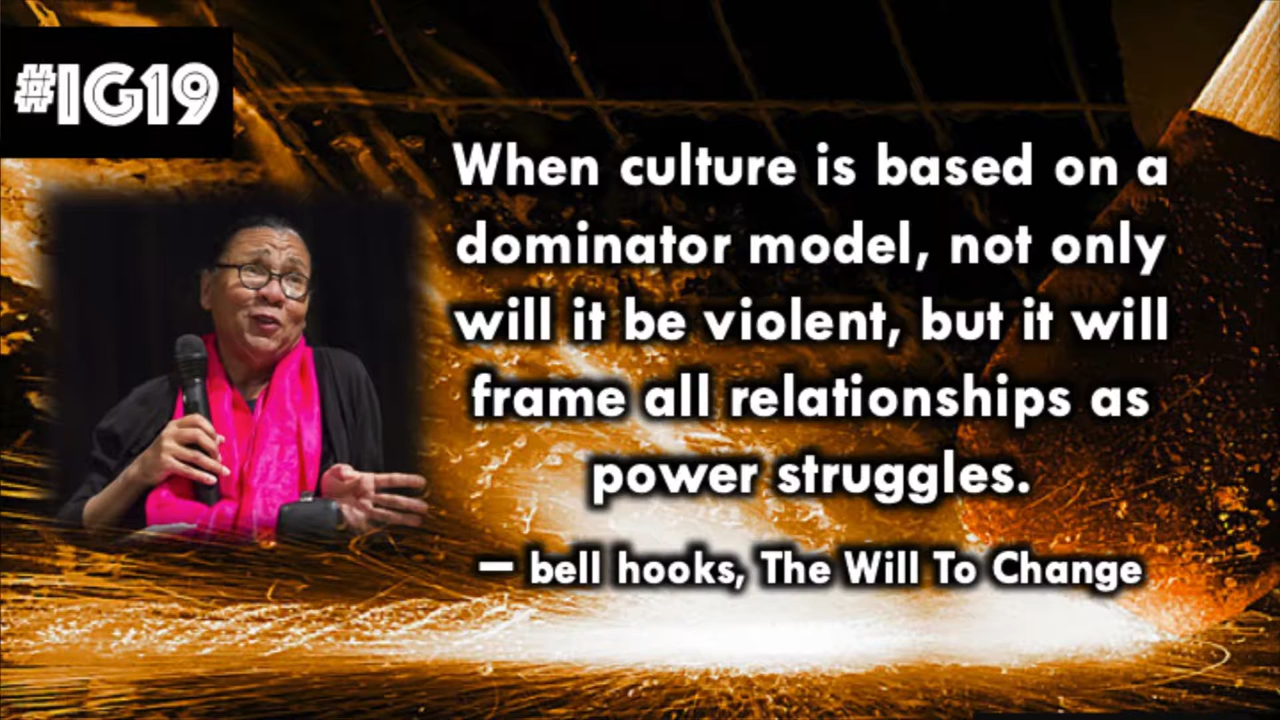 #IG19
When culture is based on a
dominator model, not only
will it be violent, but it will
frame all relationships as
power struggles.
— bell hooks, The Will To Change